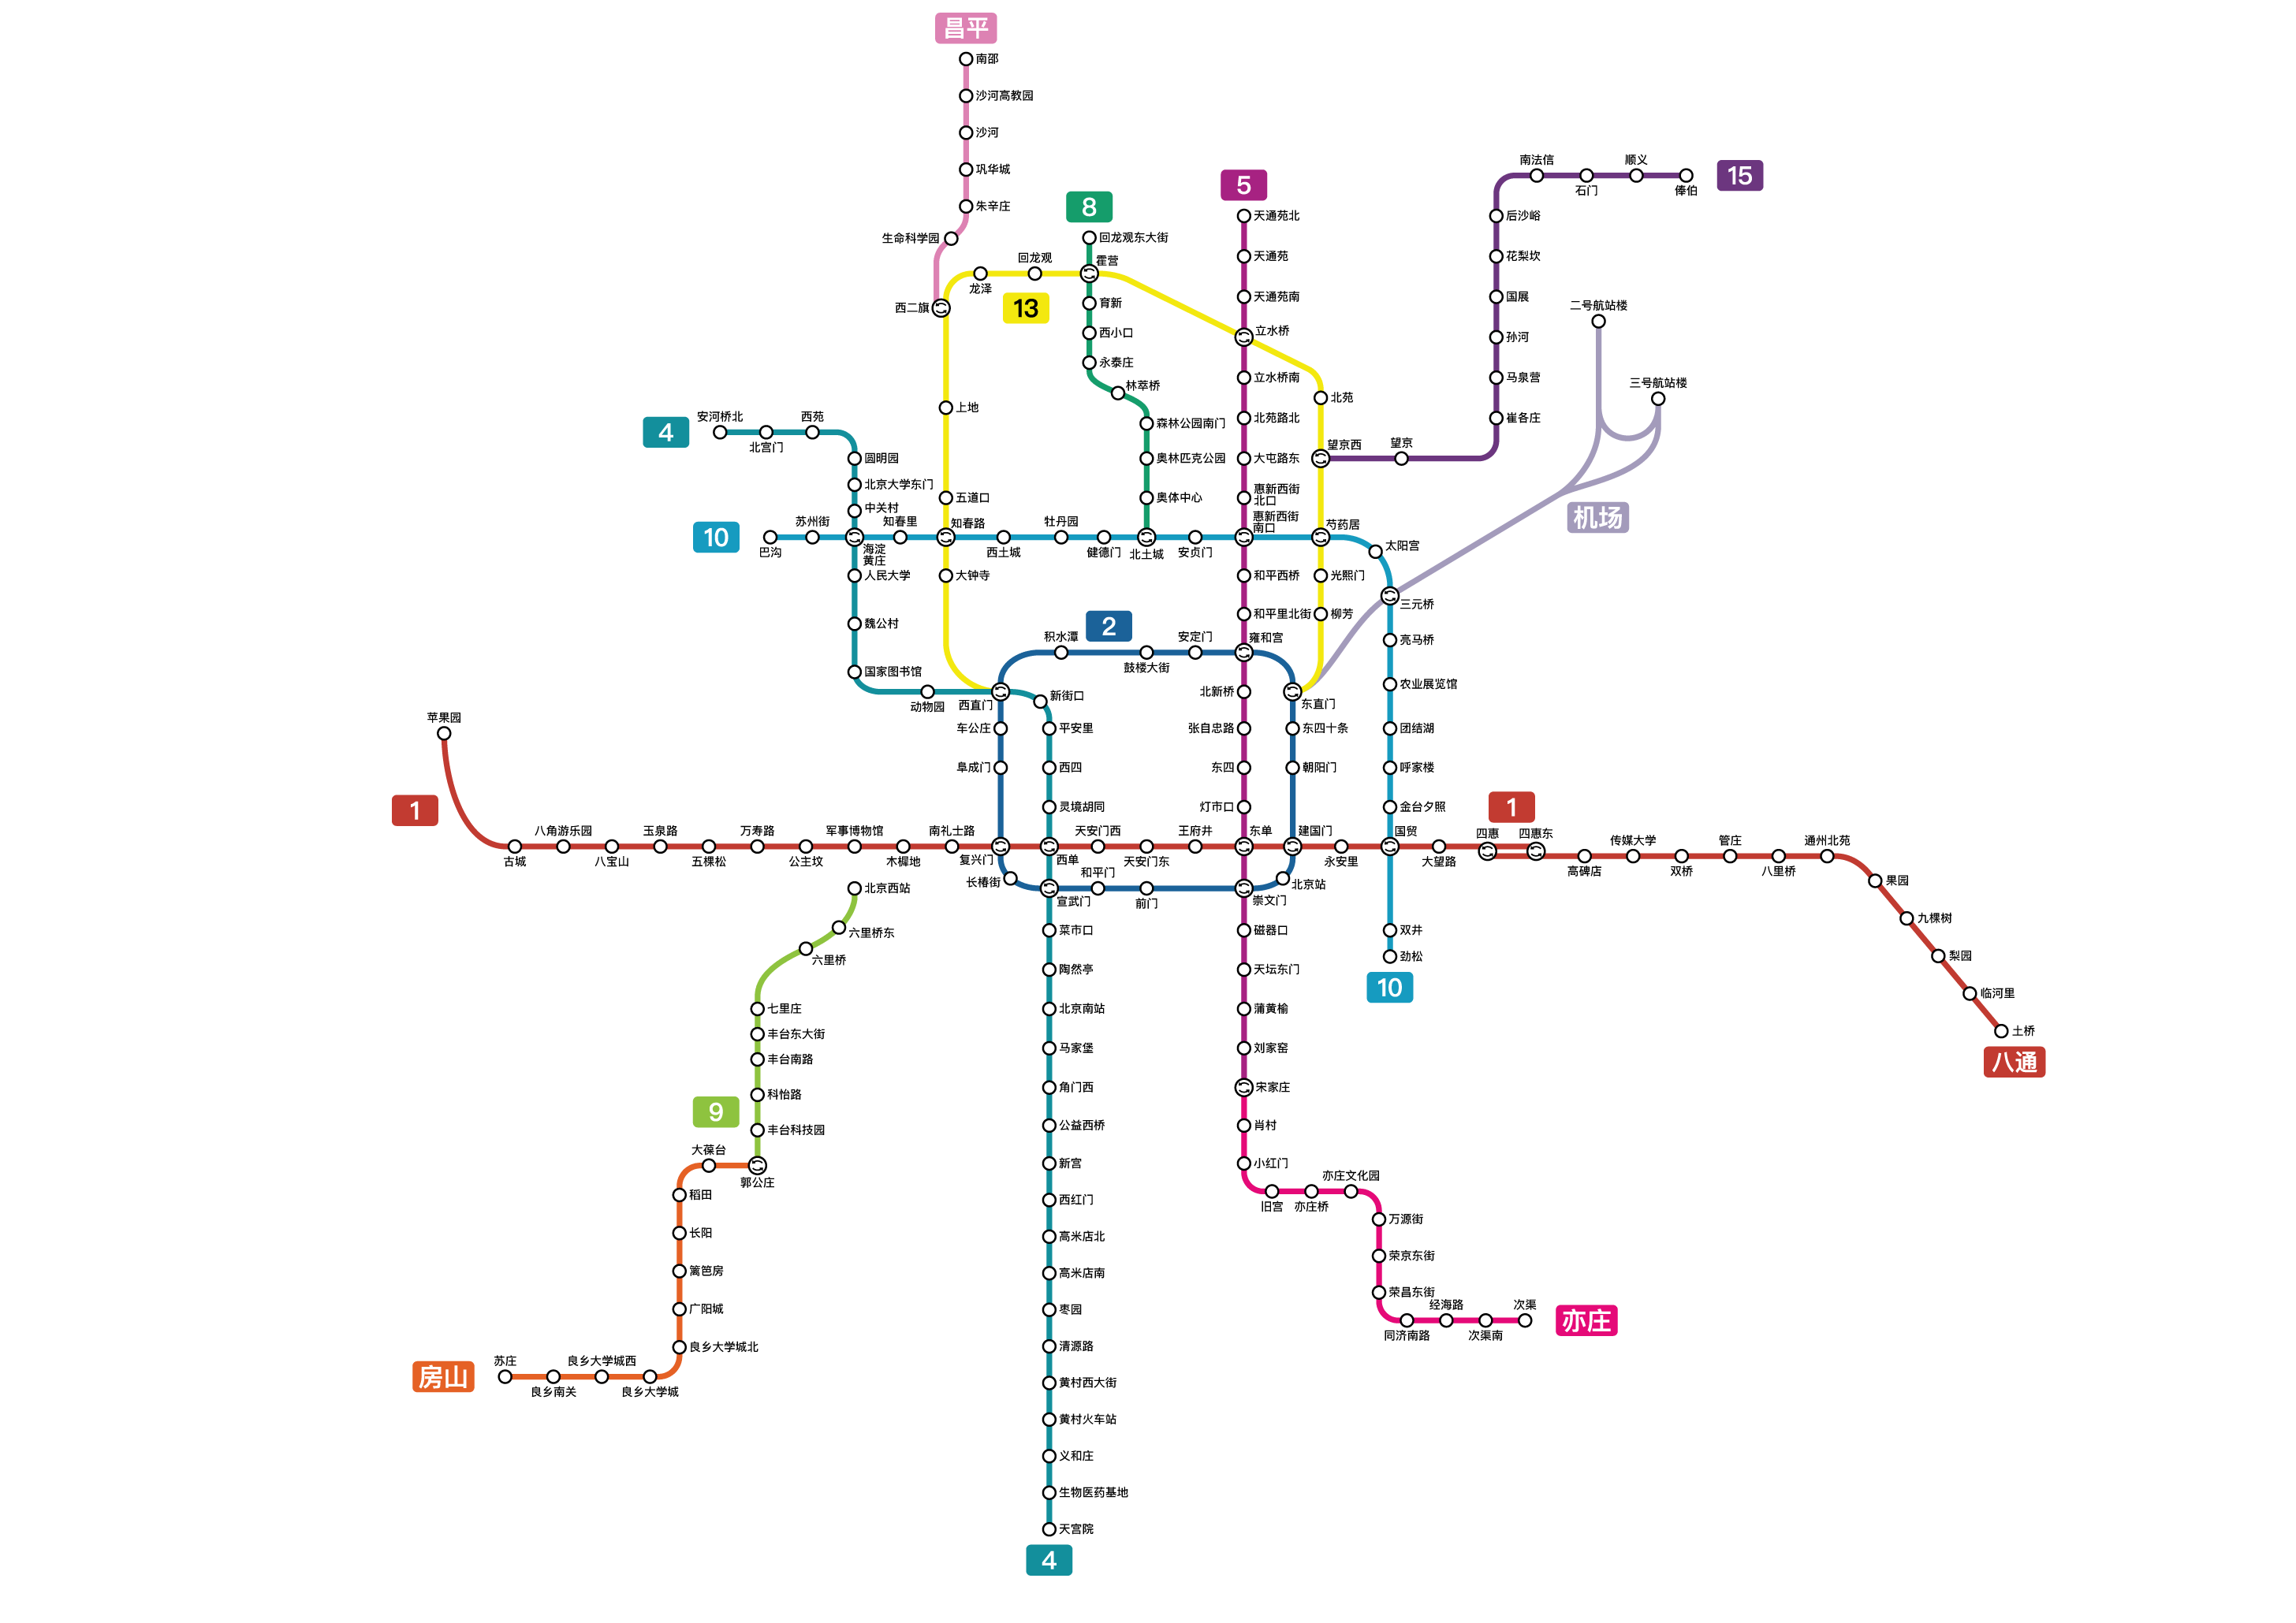 昌平
南邵
沙河高教园
沙河
巩华城
朱辛庄
生命科学园
西二旗
8
回龙观东大街
霍营
育新
西小口
永泰庄
林萃桥
森林公园南门
奥林匹克公园
奥体中心
北土城
5
天通苑北
天通苑
天通苑南
立水桥
立水桥南
北苑路北
大屯路东
惠新西街
北口
惠新西街
南口
和平西桥
和平里北街
雍和宫
北新桥
张自忠路
东四
灯市口
东单
崇文门
磁器口
天坛东门
蒲黄榆
刘家窑
宋家庄
15
俸伯
顺义
石门
南法信
后沙峪
花梨坎
国展
孙河
马泉营
崔各庄
望京
望京西
二号航站楼
三号航站楼
机场
13
回龙观
龙泽
上地
五道口
知春路
大钟寺
北苑
芍药居
光熙门
柳芳
东直门
4
安河桥北
北宫门
西苑
圆明园
北京大学东门
中关村
海淀
黄庄
人民大学
魏公村
国家图书馆
动物园
西直门
新街口
平安里
西四
灵境胡同
西单
宣武门
菜市口
陶然亭
北京南站
马家堡
角门西
公益西桥
新宫
西红门
高米店北
高米店南
枣园
清源路
黄村西大街
黄村火车站
义和庄
生物医药基地
天宫院
4
10
巴沟
苏州街
知春里
西土城
牡丹园
健德门
安贞门
太阳宫
三元桥
亮马桥
农业展览馆
团结湖
呼家楼
金台夕照
国贸
双井
劲松
10
2
积水潭
鼓楼大街
安定门
东四十条
朝阳门
建国门
北京站
前门
和平门
长椿街
复兴门
阜成门
车公庄
1
苹果园
古城
八角游乐园
八宝山
玉泉路
五棵松
万寿路
公主坟
军事博物馆
木樨地
南礼士路
天安门西
天安门东
王府井
永安里
大望路
1
四惠
四惠东
高碑店
传媒大学
双桥
管庄
八里桥
通州北苑
果园
九棵树
梨园
临河里
土桥
八通
9
北京西站
六里桥东
六里桥
七里庄
丰台东大街
丰台南路
科怡路
丰台科技园
郭公庄
大葆台
稻田
长阳
篱笆房
广阳城
良乡大学城北
良乡大学城
良乡大学城西
良乡南关
苏庄
房山
肖村
小红门
旧宫
亦庄桥
亦庄文化园
万源街
荣京东街
荣昌东街
同济南路
经海路
次渠南
次渠
亦庄